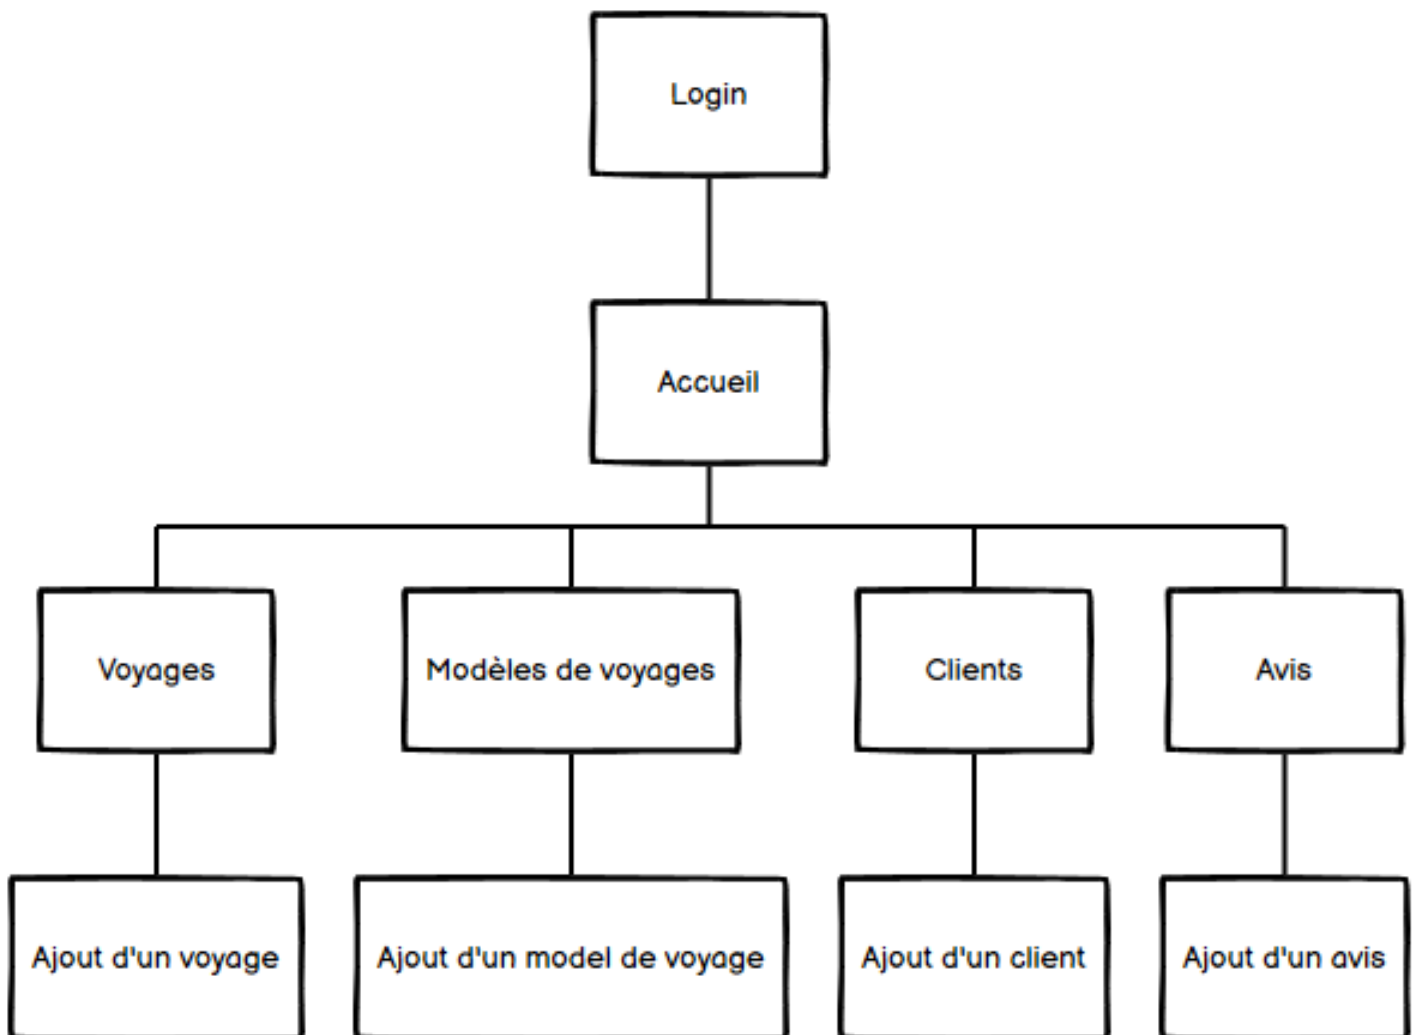 Login
Accueil
Voyages
Modèles de voyages
Clients
Avis
Ajout d'un voyage
Ajout d'un model de voyage
Ajout d'un client
Ajout d'un avis